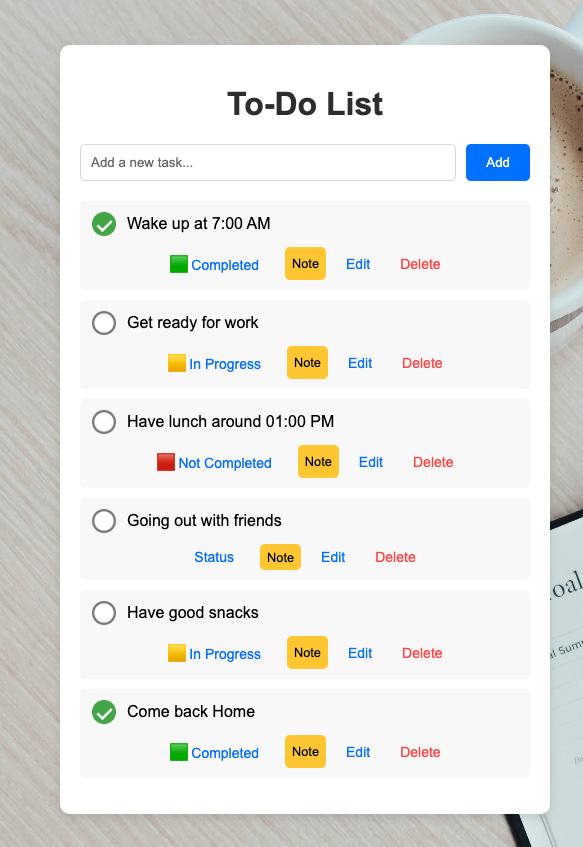 To-Do List
Add a new task...
Add
Wake up at 7:00 AM
Completed Note Edit Delete
Get ready for work
In Progress Note Edit Delete
Have lunch around 01:00 PM
Not Completed Note Edit Delete
Going out with friends
Status Note Edit Delete
Have good snacks
In Progress Note Edit Delete
Come back Home
Completed Note Edit Delete